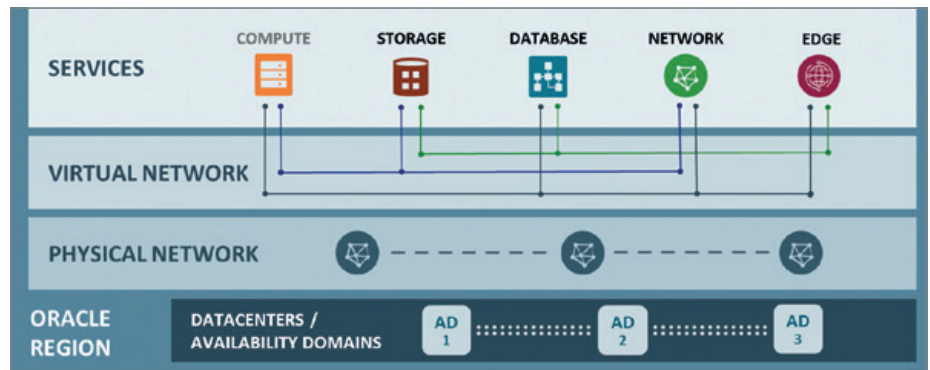 COMPUTE STORAGE DATABASE NETWORK EDGE
SERVICES
VIRTUAL NETWORK
PHYSICAL NETWORK
ORACLE
REGION
DATACENTERS /
AVAILABILITY DOMAINS
AD
1
AD
2
AD
3